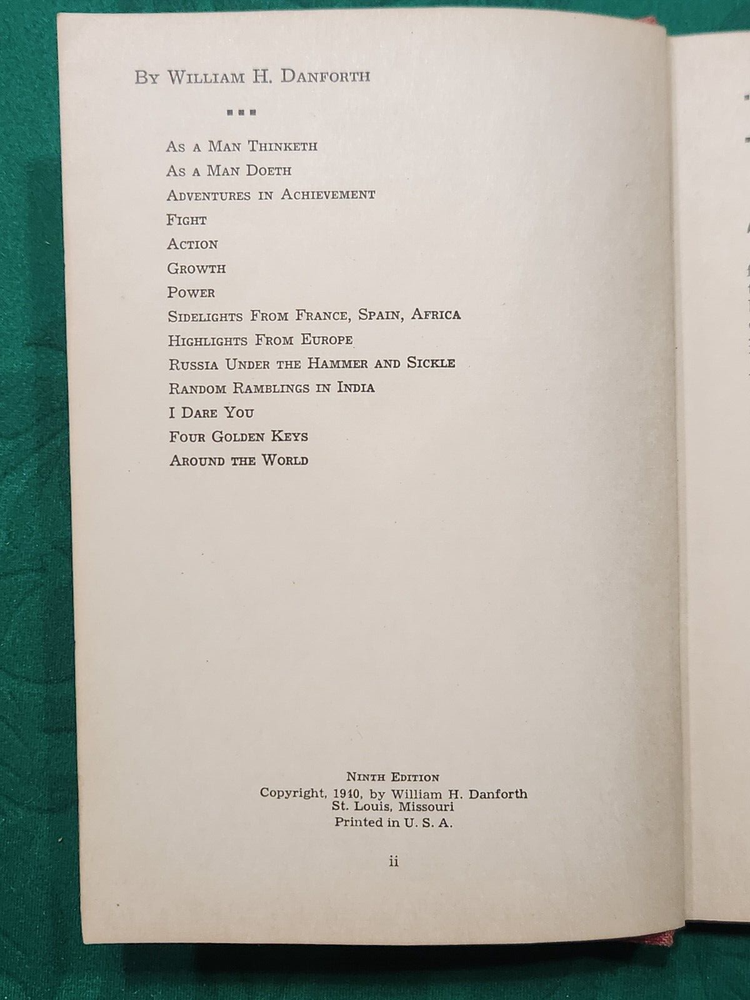 By William H. Danforth
As a Man Thinketh
As a Man Doeth
Adventures in Achievement
Fight
Action
Growth
Power
Sidelights From France, Spain, Africa
Highlights From Europe
Russia Under the Hammer and Sickle
Random Ramblings in India
I Dare You
Four Golden Keys
Around the World
Ninth Edition
Copyright, 1940, by William H. Danforth
St. Louis, Missouri
Printed in U. S. A.
ii